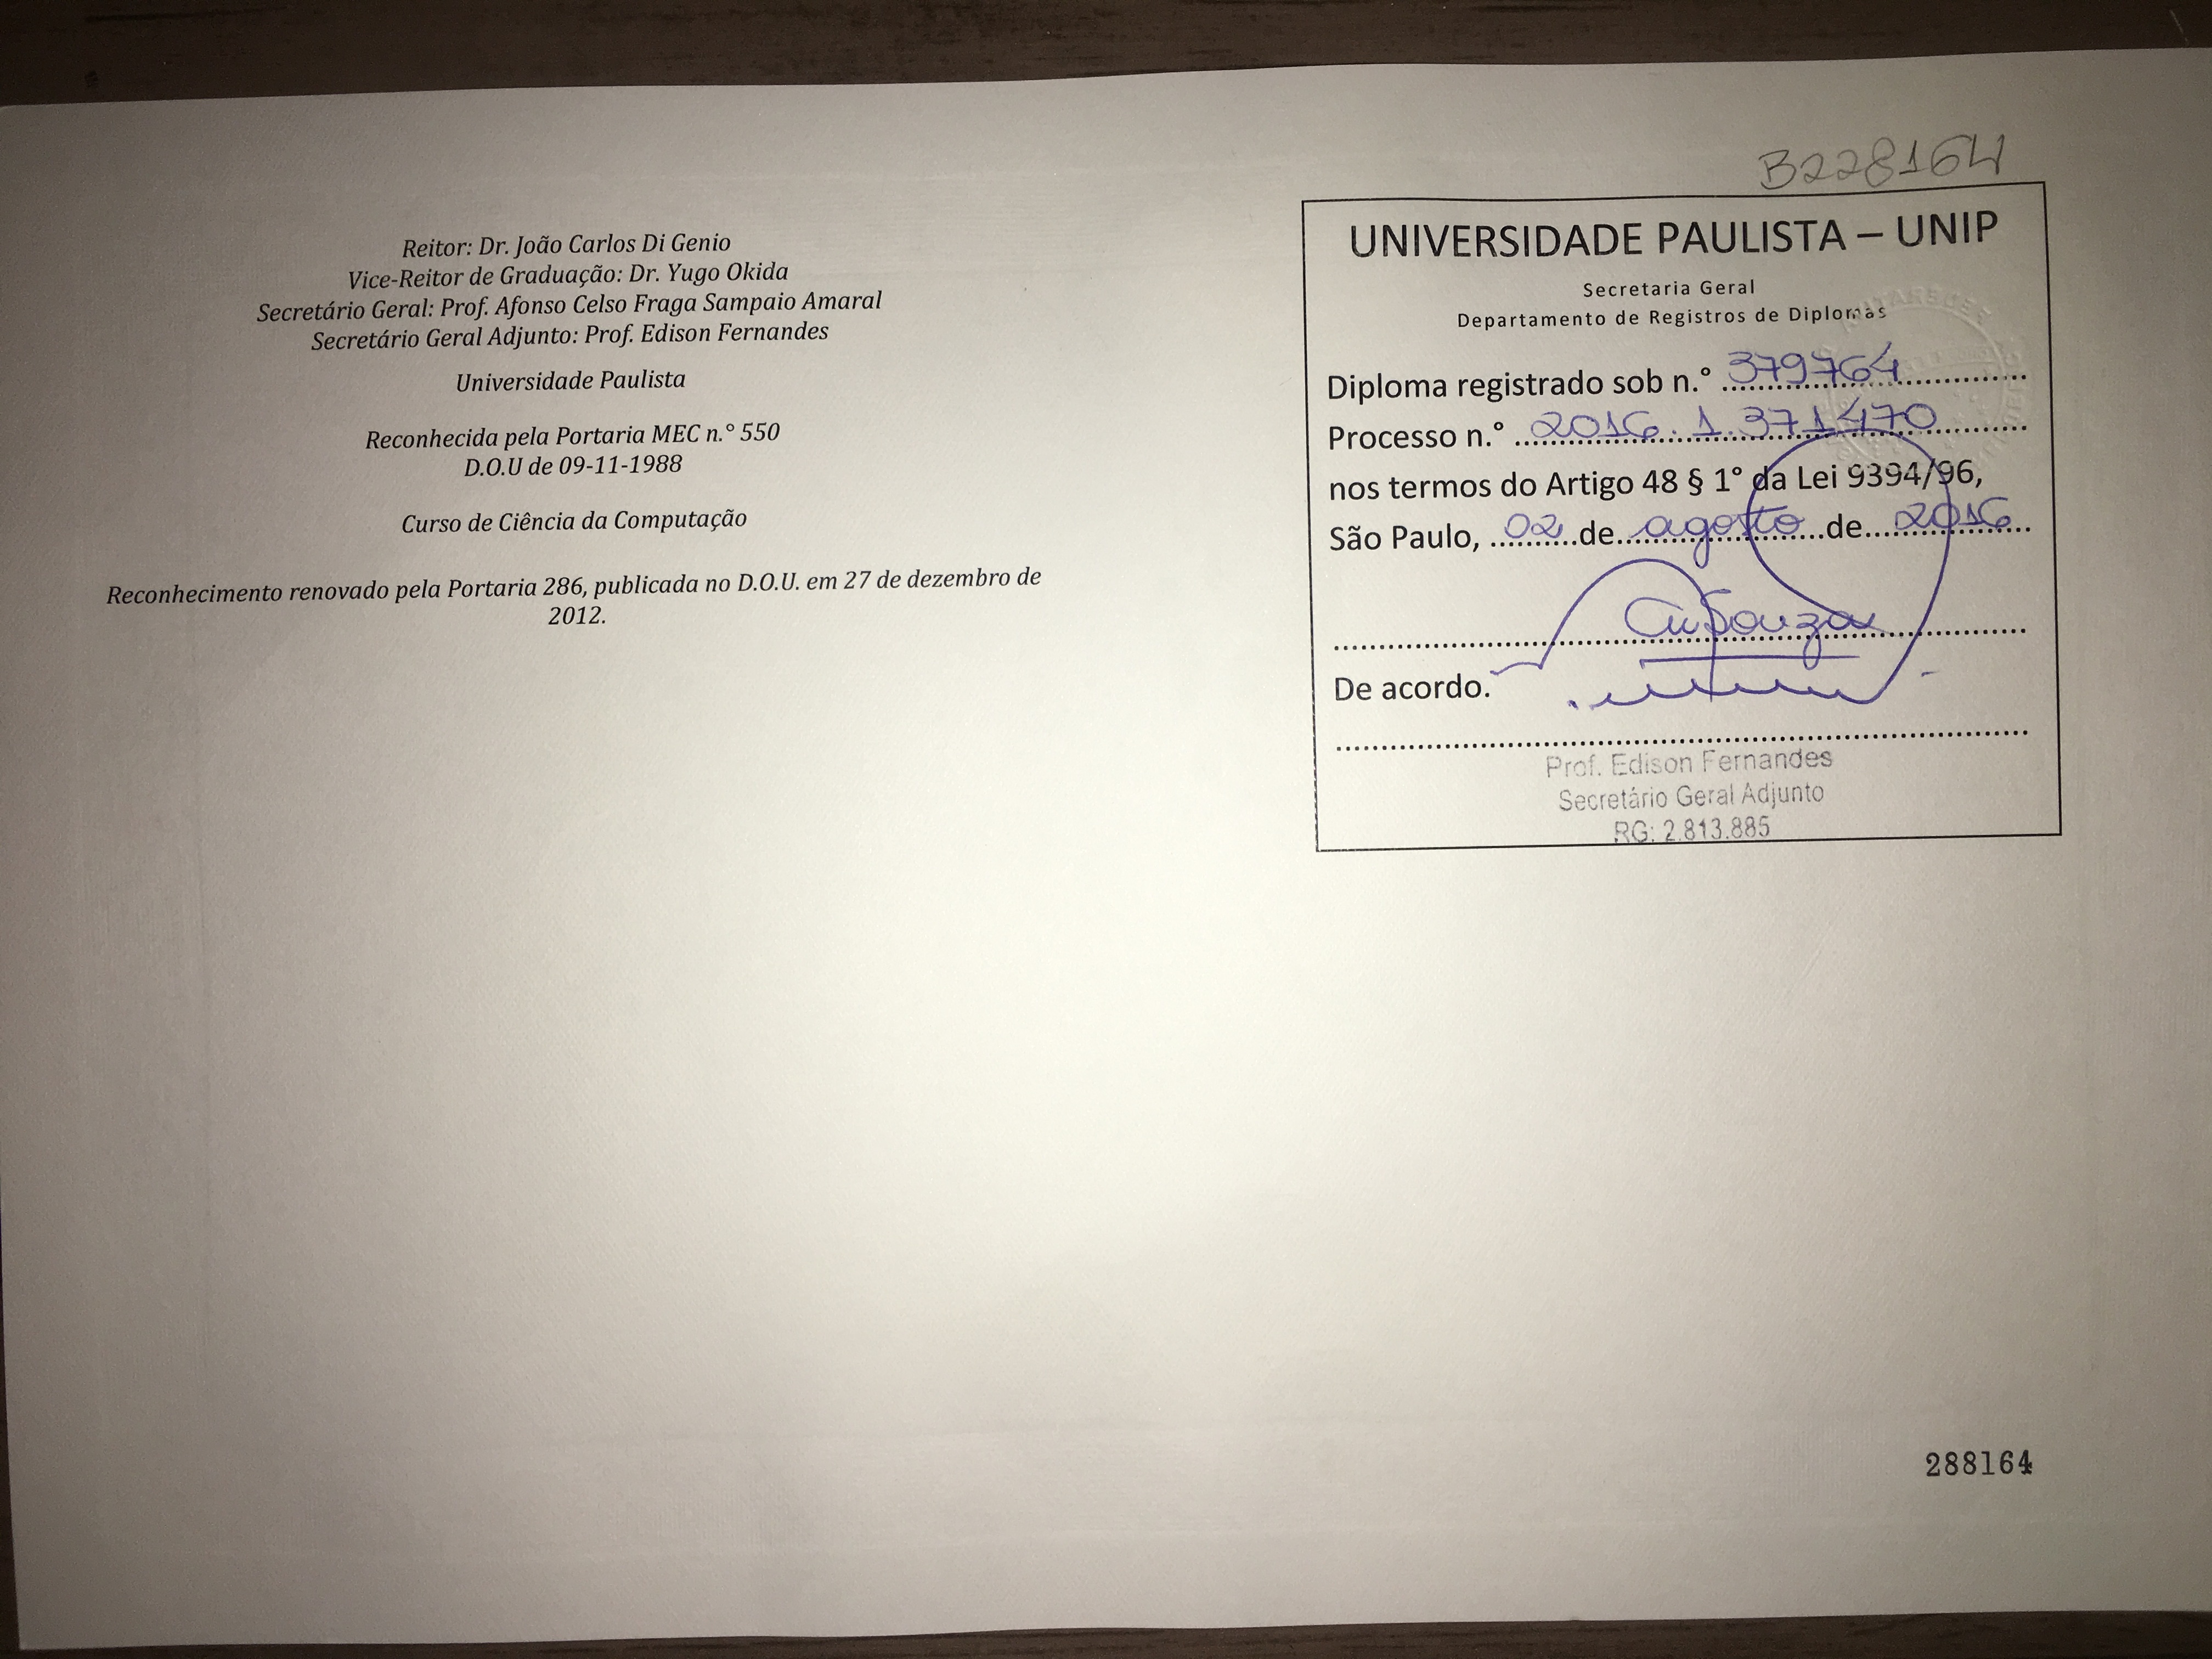 Reitor: Dr. João Carlos Di Genio
Vice-Reitor de Graduação: Dr. Yugo Okida
Secretário Geral: Prof. Afonso Celso Fraga Sampaio Amaral
Secretário Geral Adjunto: Prof. Edison Fernandes
Universidade Paulista
Reconhecida pela Portaria MEC n.° 550
D.O.U de 09-11-1988
Curso de Ciência da Computação
Reconhecimento renovado pela Portaria 286, publicada no D.O.U. em 27 de dezembro de
2012.
B228164
UNIVERSIDADE PAULISTA – UNIP
Secretaria Geral
Departamento de Registros de Diplomas
Diploma registrado sob n.° 379764
Processo n.° 2016.1.371470
nos termos do Artigo 48 § 1° da Lei 9394/96,
São Paulo, 02 de agosto de 2016
Souza
De acordo.
Prof. Edison Fernandes
Secretário Geral Adjunto
RG: 2.813.885
288164